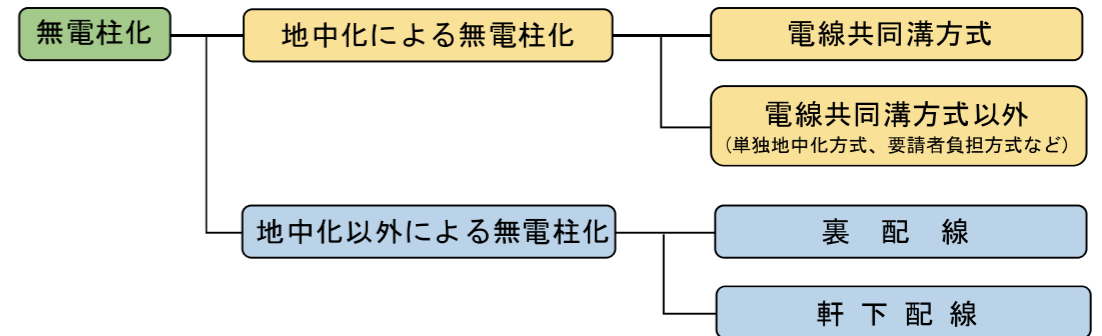 無電柱化
地中化による無電柱化
電線共同溝方式
電線共同溝方式以外
（単独地中化方式、要請者負担方式など）
地中化以外による無電柱化
裏配線
軒下配線